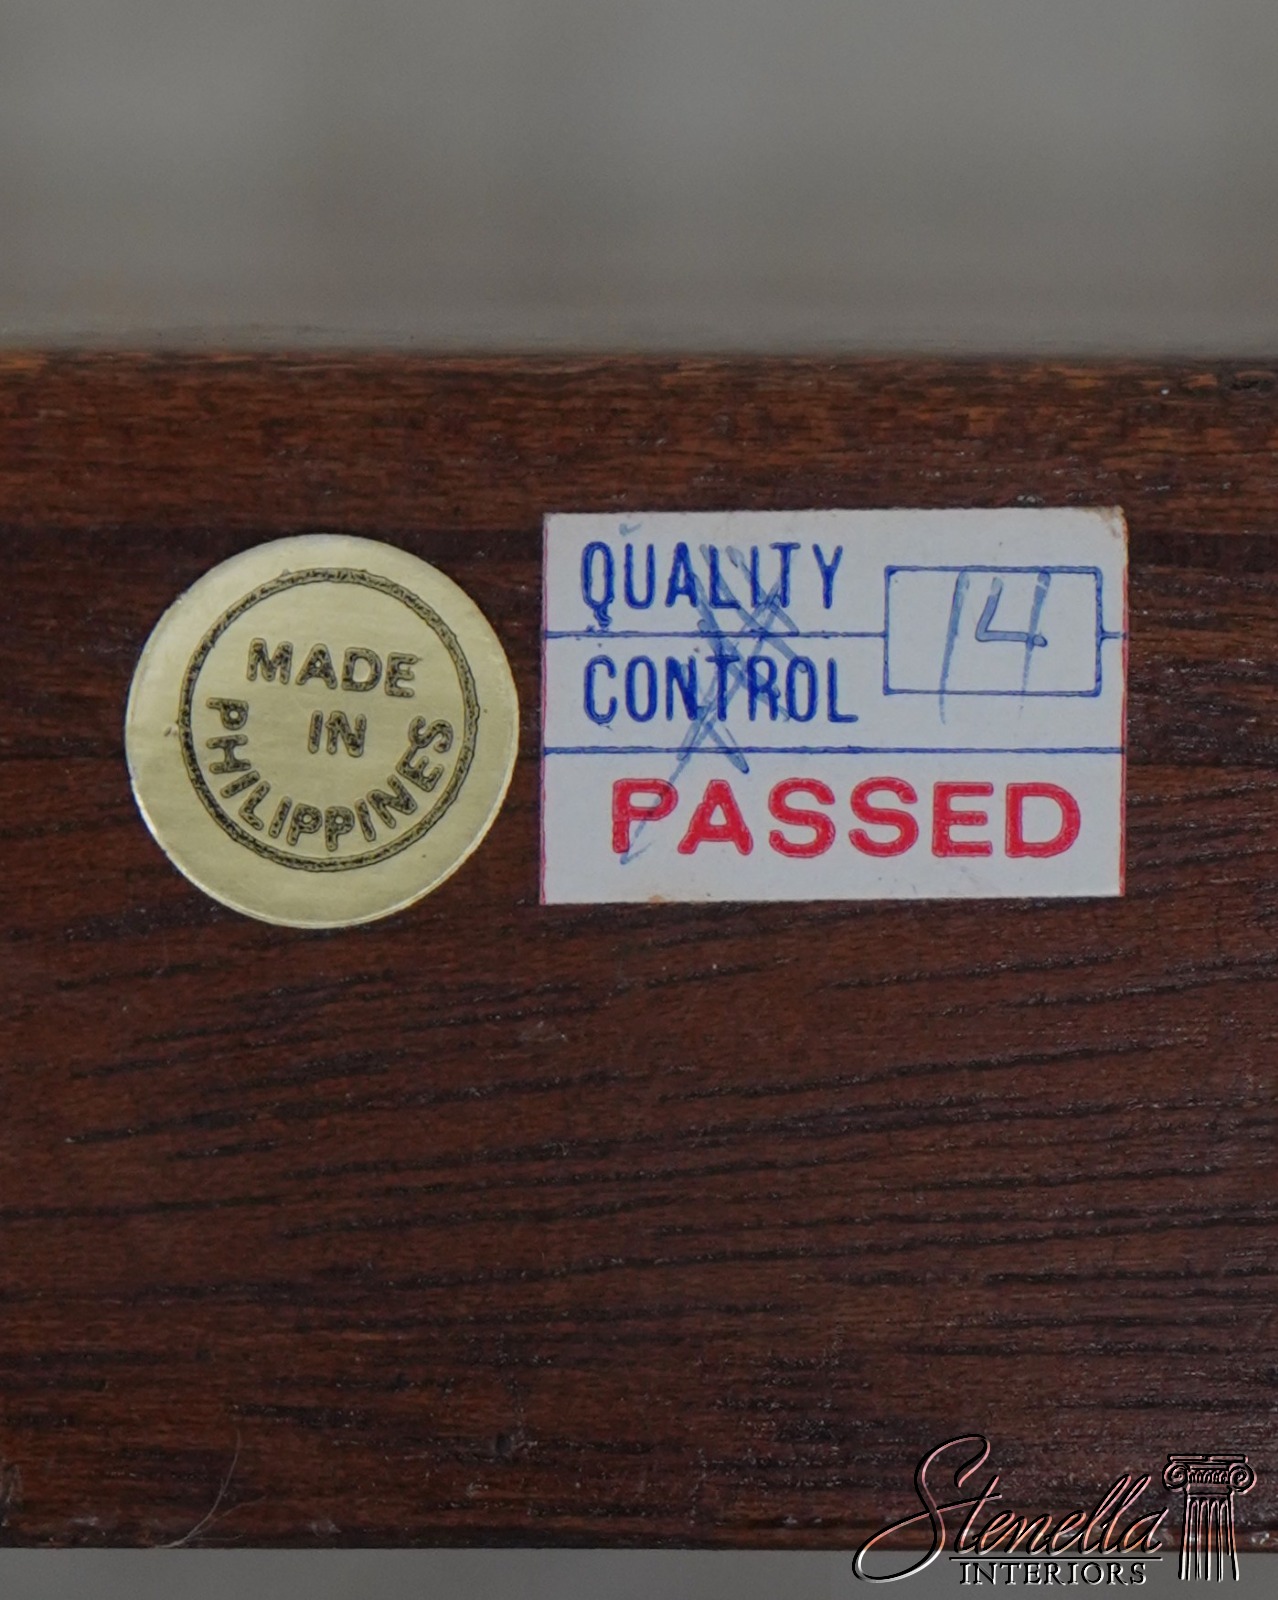 MADE
IN
PHILIPPINES
QUALITY
CONTROL
14
PASSED
Stenella
INTERIORS